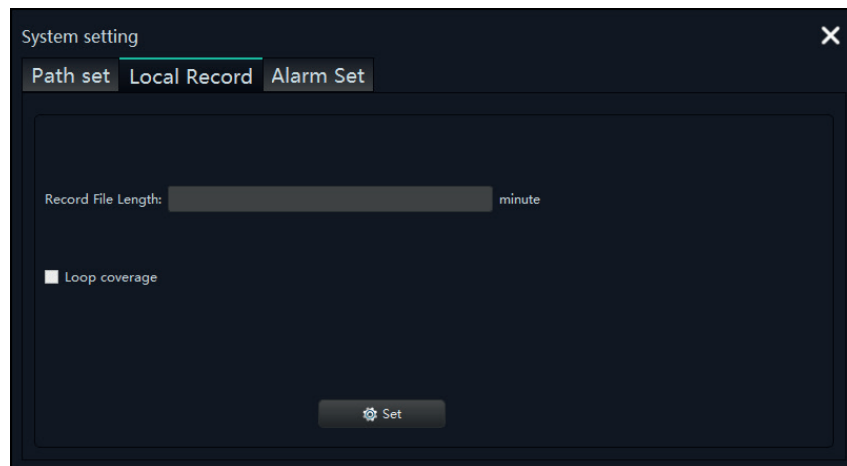 System setting
Path set Local Record Alarm Set
Record File Length: minute
Loop coverage
Set